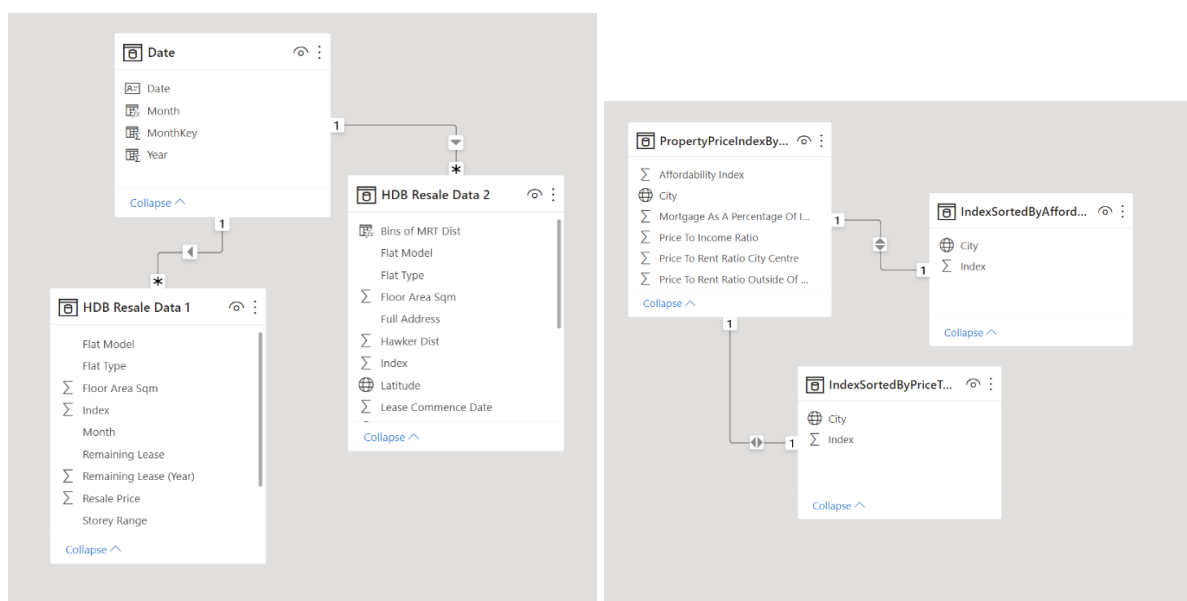 Date
Date
Month
MonthKey
Year
Collapse
1
*
1
*
HDB Resale Data 2
Bins of MRT Dist
Flat Model
Flat Type
Floor Area Sqm
Full Address
Hawker Dist
Index
Latitude
Lease Commence Date
Collapse
HDB Resale Data 1
Flat Model
Flat Type
Floor Area Sqm
Index
Month
Remaining Lease
Remaining Lease (Year)
Resale Price
Storey Range
Collapse
PropertyPriceIndexBy...
Affordability Index
City
Mortgage As A Percentage Of I...
Price To Income Ratio
Price To Rent Ratio City Centre
Price To Rent Ratio Outside Of ...
Collapse
1
1
IndexSortedByAfford...
City
Index
Collapse
1
1
IndexSortedByPriceT...
City
Index
Collapse